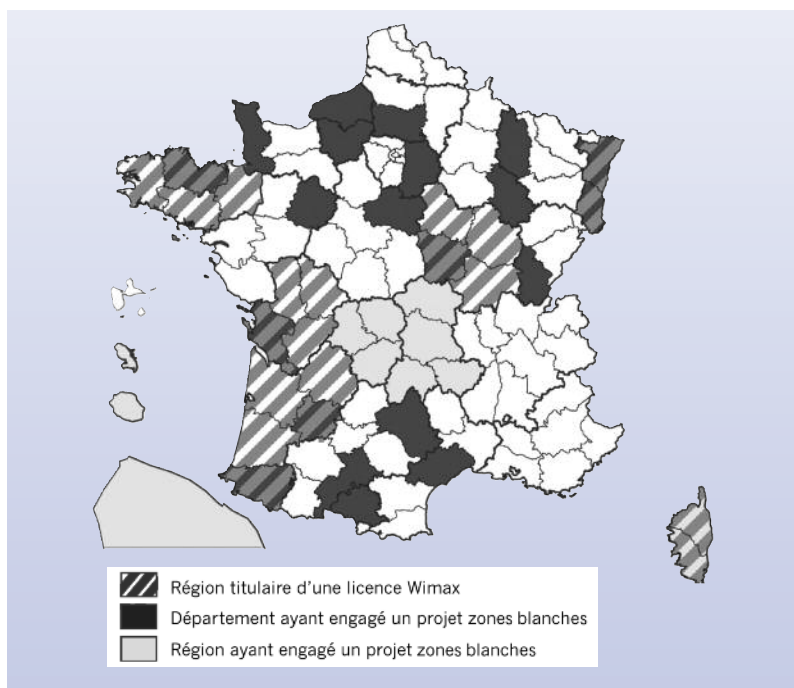 Région titulaire d'une licence Wimax
Département ayant engagé un projet zones blanches
Région ayant engagé un projet zones blanches